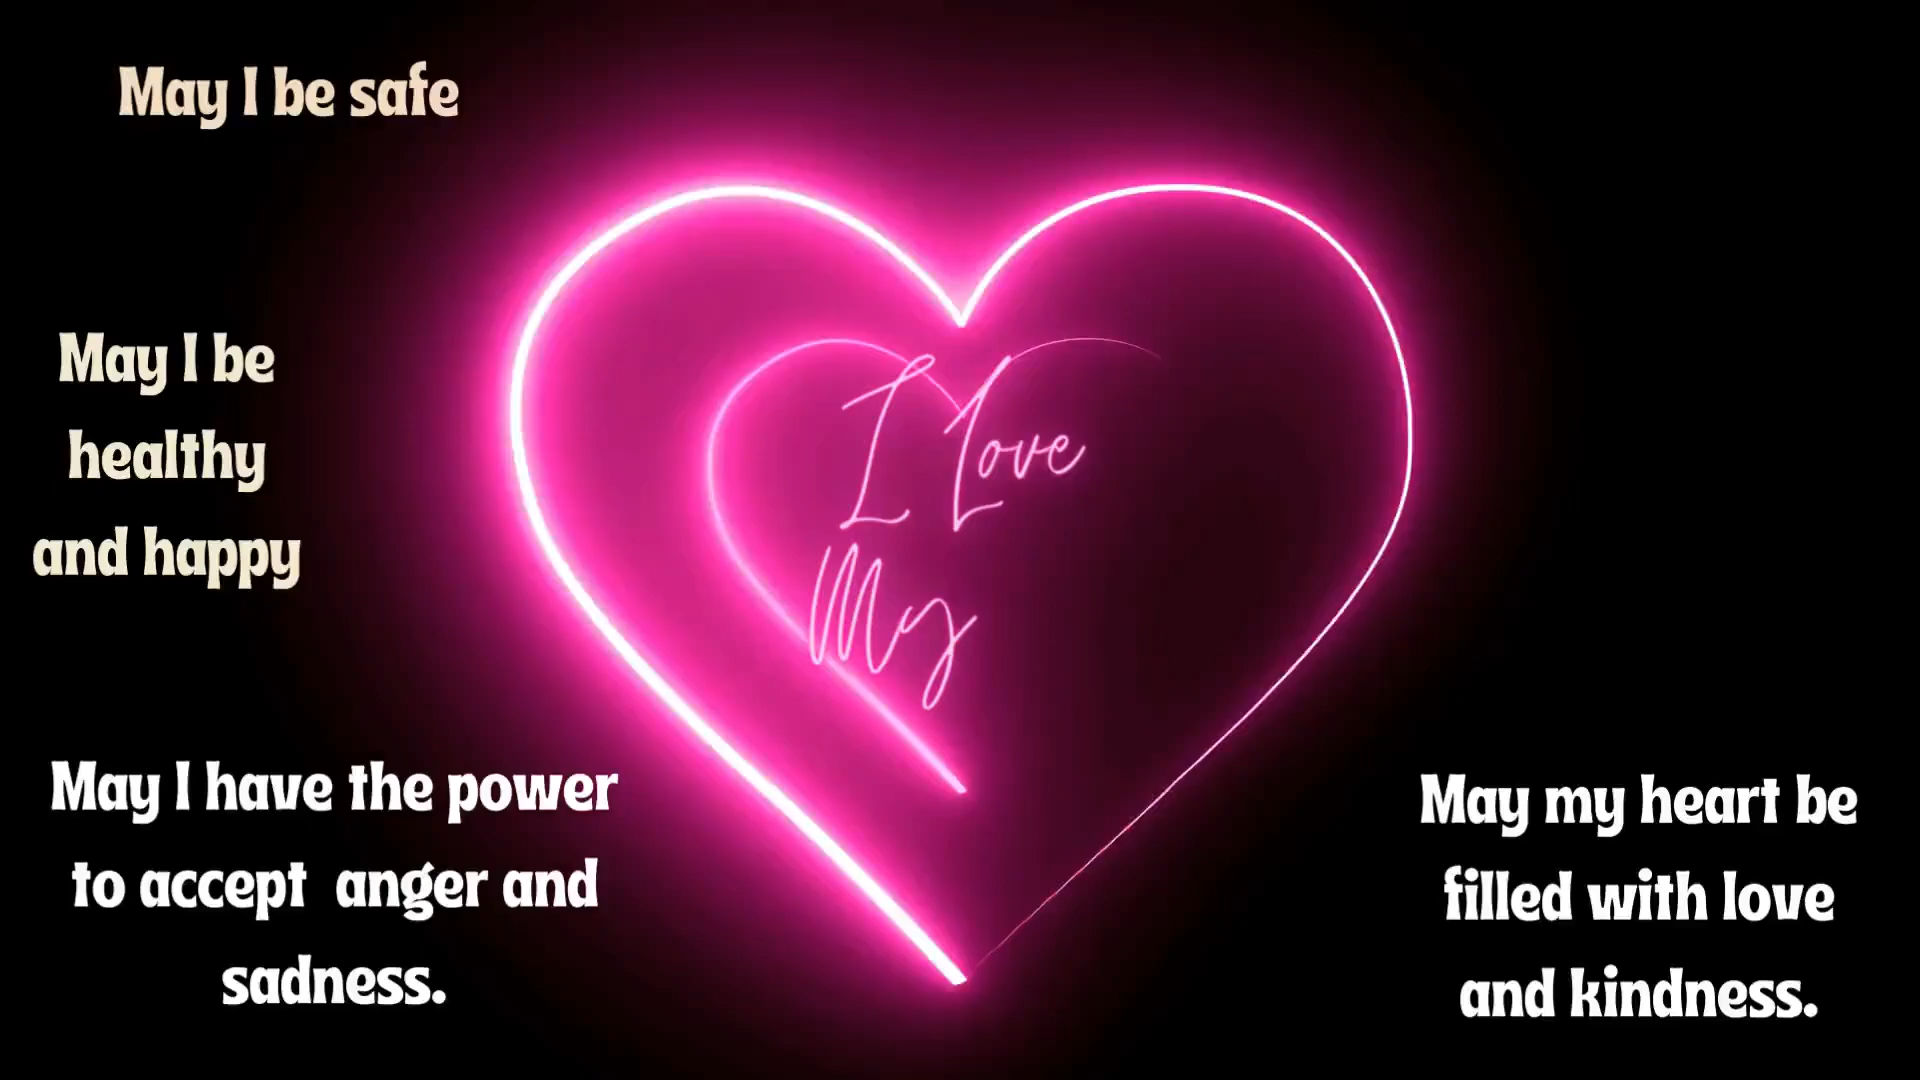 May I be safe
May I be
healthy
and happy
I Love
My
May I have the power
to accept anger and
sadness.
May my heart be
filled with love
and kindness.